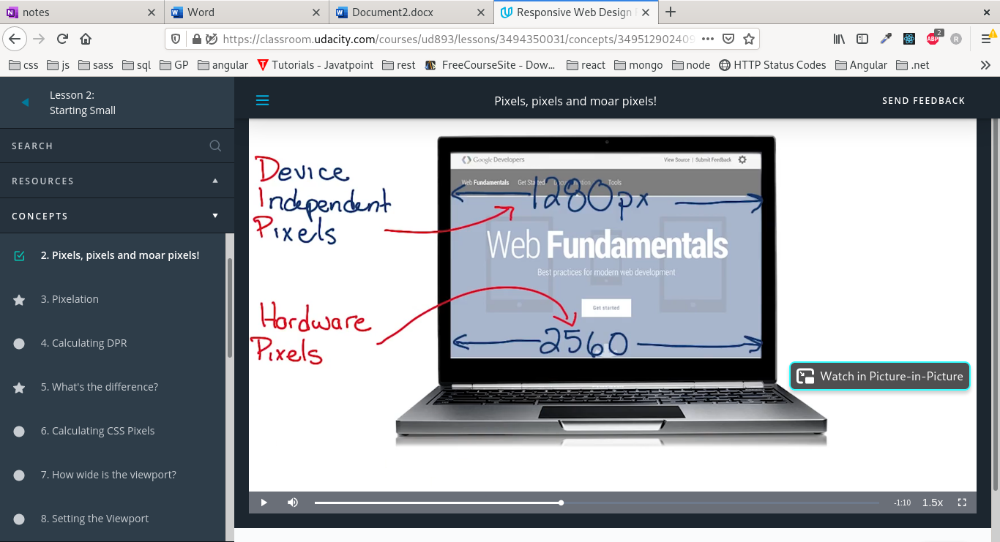 notes
Word
Document2.docx
Responsive Web Design
https://classroom.udacity.com/courses/ud893/lessons/3494350031/concepts/349512902409
2
css
js
sass
sql
GP
angular
Tutorials - Javatpoint
rest
FreeCourseSite - Dow...
react
mongo
node
HTTP Status Codes
Angular
.net
Lesson 2:
Starting Small
Pixels, pixels and moar pixels!
SEND FEEDBACK
SEARCH
RESOURCES
CONCEPTS
2. Pixels, pixels and moar pixels!
3. Pixelation
4. Calculating DPR
5. What's the difference?
6. Calculating CSS Pixels
7. How wide is the viewport?
8. Setting the Viewport
Device
Independent
Pixels
Hardware
Pixels
Google Developers
View Source | Submit Feedback
Web Fundamentals
Get Started
Tools
1280px
Web Fundamentals
Best practices for modern web development
Get started
2560
Watch in Picture-in-Picture
-1:10
1.5x